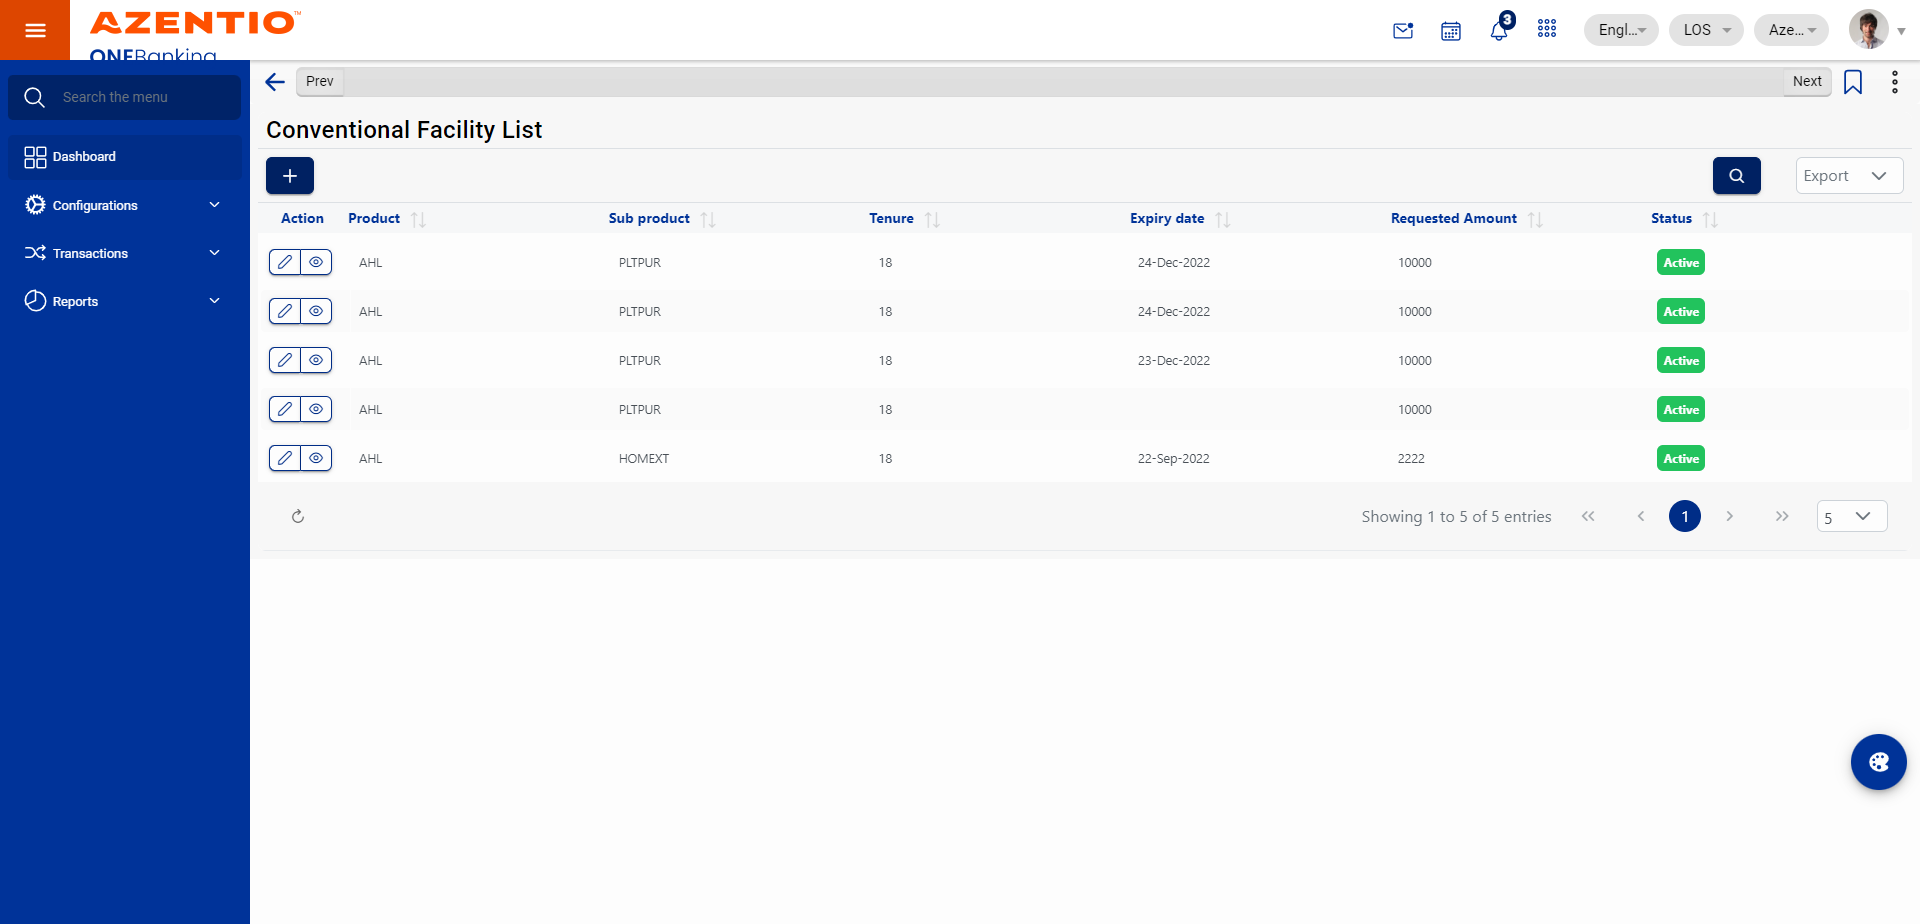 AZENTIO™
ONEBanking
3
Engl...
LOS
Aze...
Search the menu
Dashboard
Configurations
Transactions
Reports
Prev
Next
Conventional Facility List
Export
Action Product Sub product Tenure Expiry date Requested Amount Status
AHL PLTPUR 18 24-Dec-2022 10000 Active
AHL PLTPUR 18 24-Dec-2022 10000 Active
AHL PLTPUR 18 23-Dec-2022 10000 Active
AHL PLTPUR 18 10000 Active
AHL HOMEXT 18 22-Sep-2022 2222 Active
Showing 1 to 5 of 5 entries
1
5